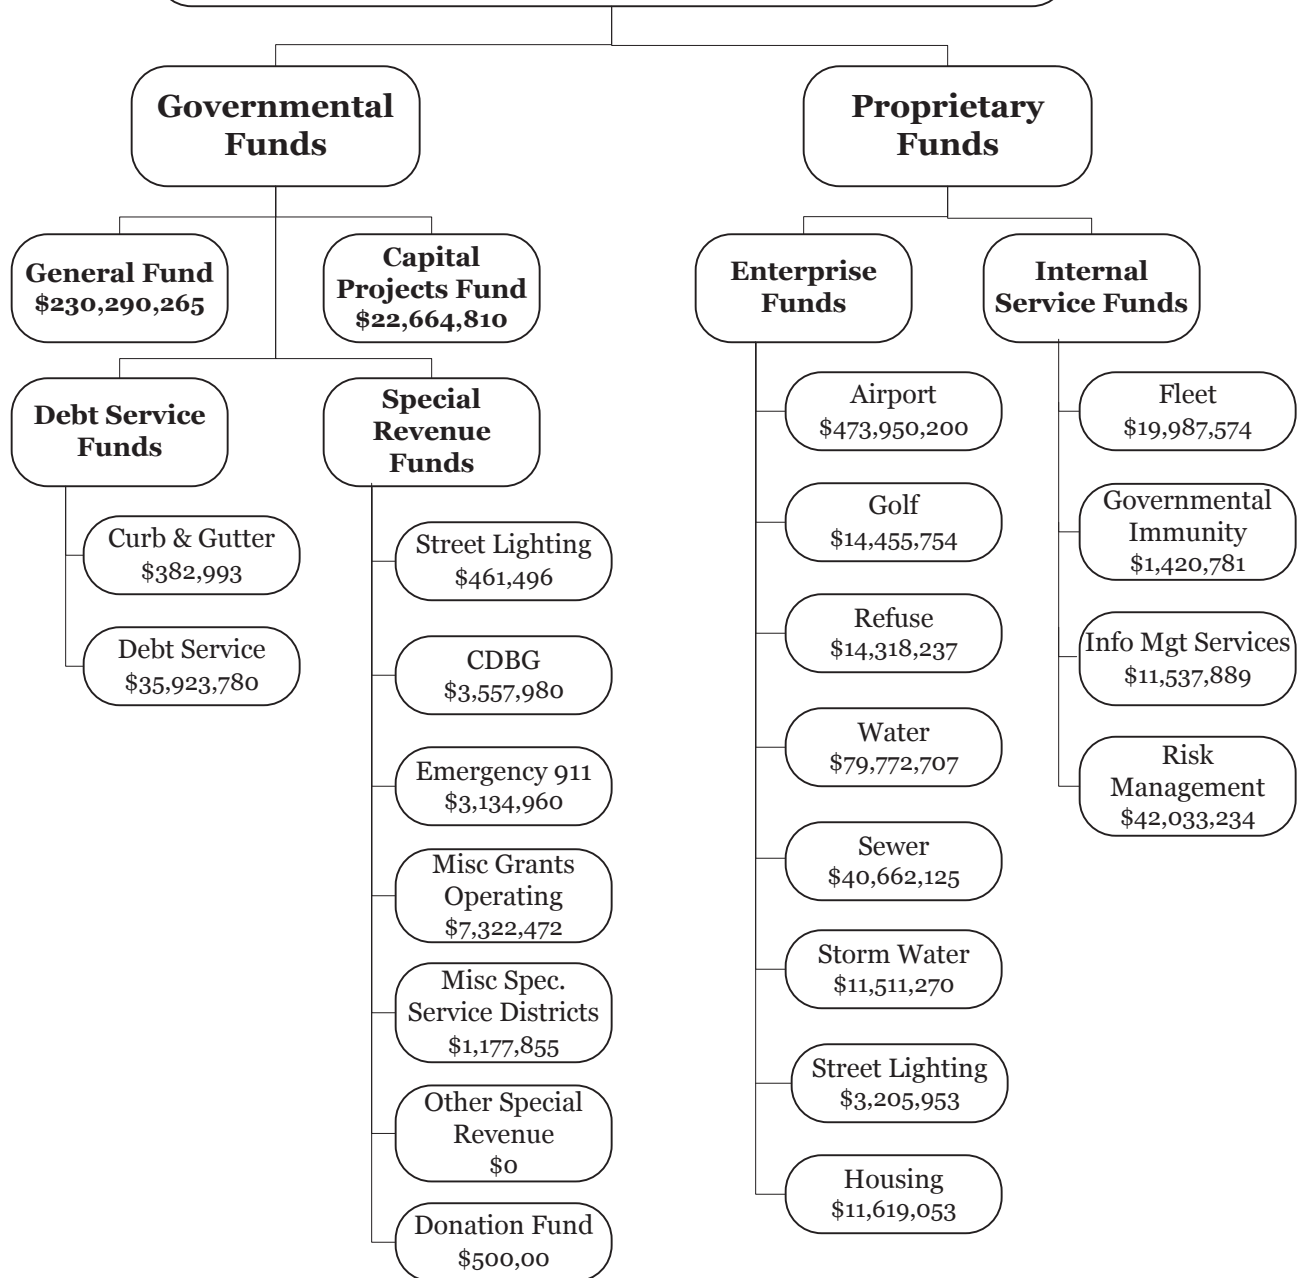 Governmental
Funds
Proprietary
Funds
General Fund
$230,290,265
Capital
Projects Fund
$22,664,810
Debt Service
Funds
Curb & Gutter
$382,993
Debt Service
$35,923,780
Special
Revenue
Funds
Street Lighting
$461,496
CDBG
$3,557,980
Emergency 911
$3,134,960
Misc Grants
Operating
$7,322,472
Misc Spec.
Service Districts
$1,177,855
Other Special
Revenue
$0
Donation Fund
$500,00
Enterprise
Funds
Airport
$473,950,200
Golf
$14,455,754
Refuse
$14,318,237
Water
$79,772,707
Sewer
$40,662,125
Storm Water
$11,511,270
Street Lighting
$3,205,953
Housing
$11,619,053
Internal
Service Funds
Fleet
$19,987,574
Governmental
Immunity
$1,420,781
Info Mgt Services
$11,537,889
Risk
Management
$42,033,234